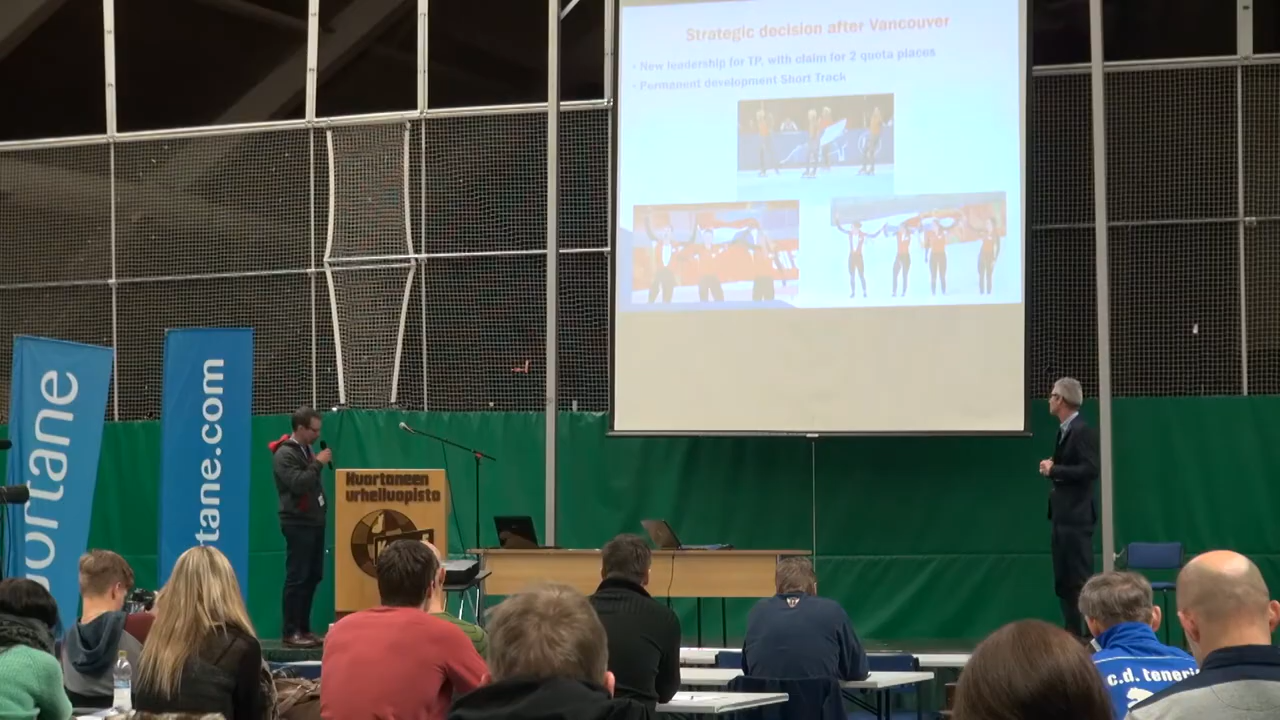 Strategic decision after Vancouver
• New leadership for TP, with claim for 2 quota places
• Permanent development Short Track
ortane
tane.com
Kuortaneen
urheiluopisto
c.d. teneri